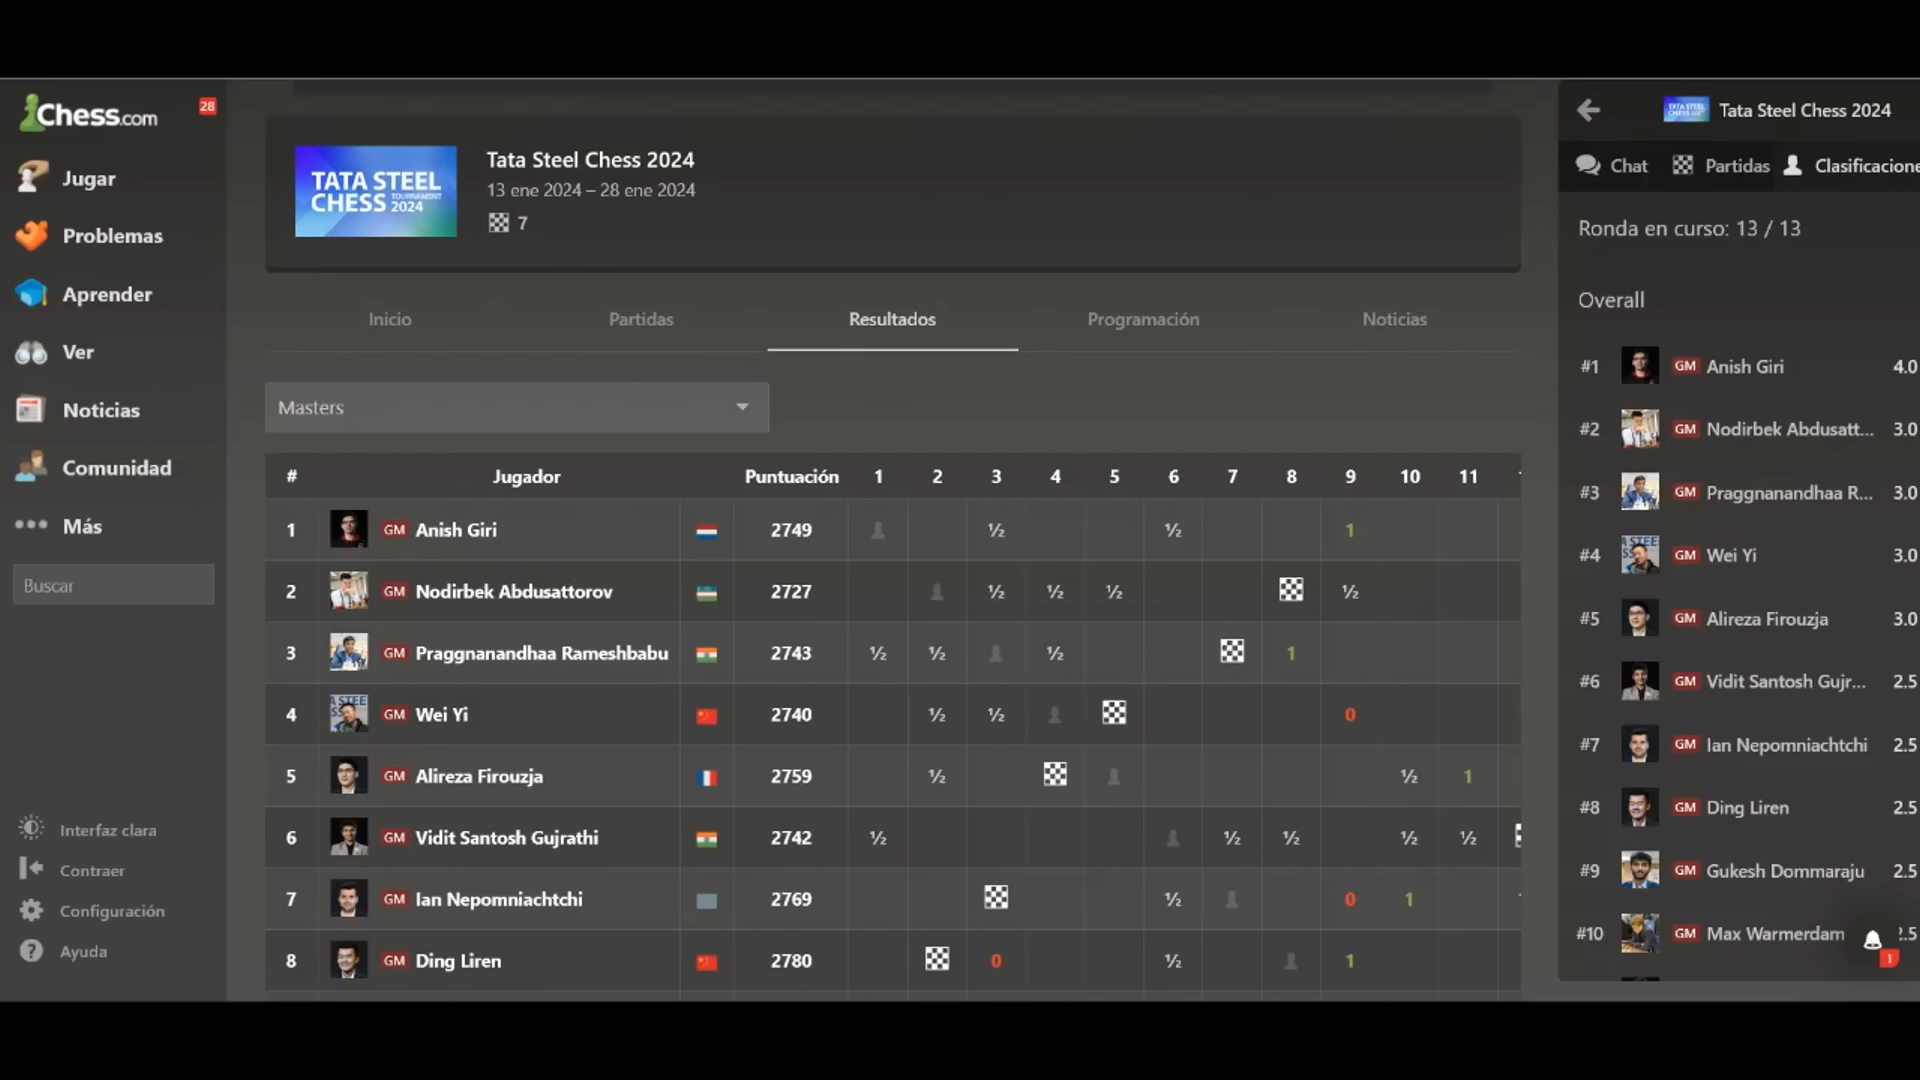 Chess.com
28
Jugar
Problemas
Aprender
Ver
Noticias
Comunidad
Más
Buscar
Interfaz clara
Contraer
Configuración
Ayuda
TATA STEEL
CHESS TOURNAMENT
2024
Tata Steel Chess 2024
13 ene 2024 – 28 ene 2024
7
Inicio Partidas Resultados Programación Noticias
Masters
# Jugador Puntuación 1 2 3 4 5 6 7 8 9 10 11
1 GM Anish Giri 2749 ½ ½ 1
2 GM Nodirbek Abdusattorov 2727 ½ ½ ½ ½
3 GM Praggnanandhaa Rameshbabu 2743 ½ ½ ½ 1
4 GM Wei Yi 2740 ½ ½ 0
5 GM Alireza Firouzja 2759 ½ ½ 1
6 GM Vidit Santosh Gujrathi 2742 ½ ½ ½ ½ ½
7 GM Ian Nepomniachtchi 2769 ½ 0 1
8 GM Ding Liren 2780 0 ½ 1
Tata Steel Chess 2024
Chat Partidas Clasificacione
Ronda en curso: 13 / 13
Overall
#1 GM Anish Giri 4.0
#2 GM Nodirbek Abdusatt... 3.0
#3 GM Praggnanandhaa R... 3.0
#4 GM Wei Yi 3.0
#5 GM Alireza Firouzja 3.0
#6 GM Vidit Santosh Gujr... 2.5
#7 GM Ian Nepomniachtchi 2.5
#8 GM Ding Liren 2.5
#9 GM Gukesh Dommaraju 2.5
#10 GM Max Warmerdam .5
1